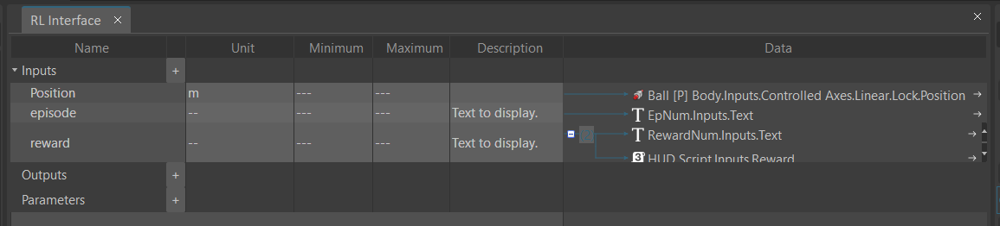 RL Interface
Name Unit Minimum Maximum Description Data
Inputs +
Position m --- --- Ball [P] Body.Inputs.Controlled Axes.Linear.Lock.Position
episode -- --- --- Text to display. EpNum.Inputs.Text
reward -- --- --- Text to display. RewardNum.Inputs.Text
HUD Script.Inputs.Reward
Outputs +
Parameters +